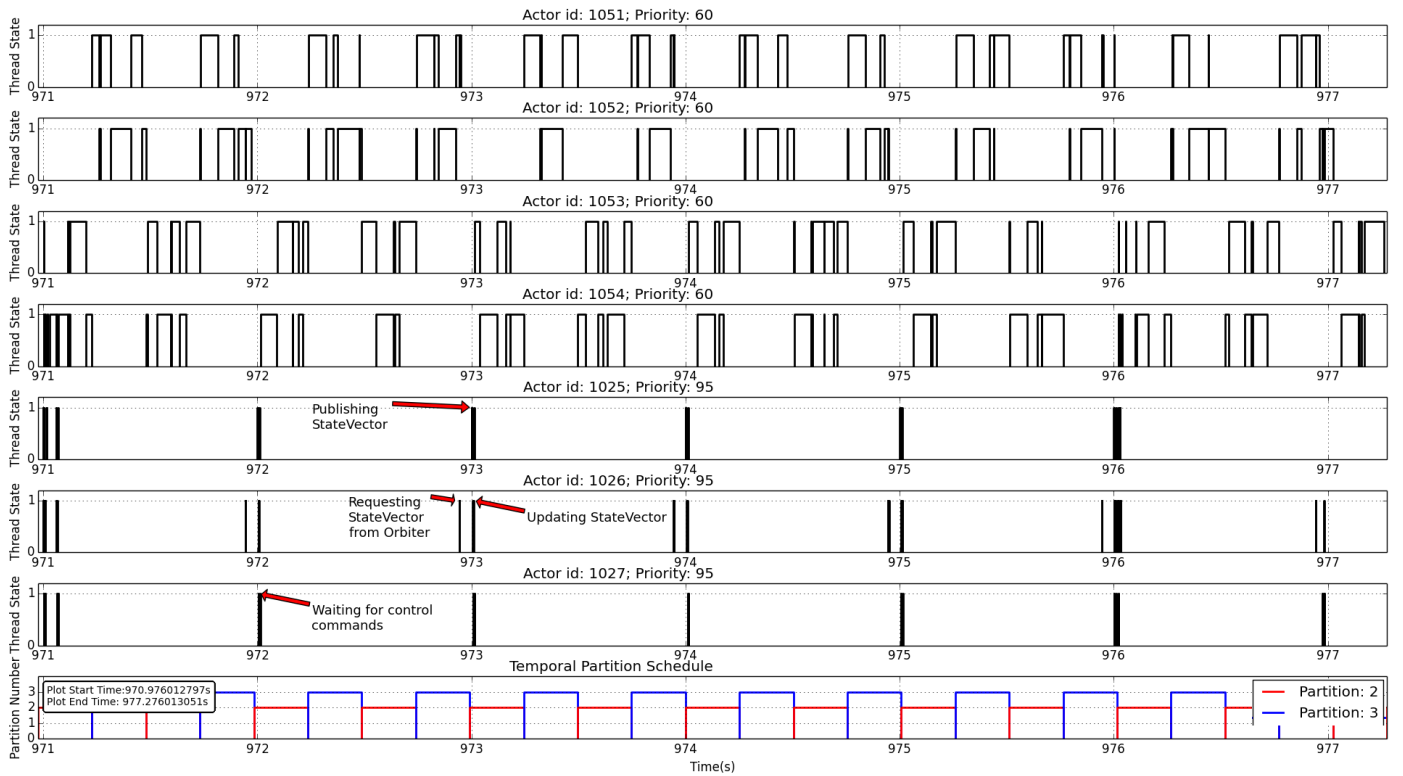 Actor id: 1051; Priority: 60
Thread State
1
0
971 972 973 974 975 976 977
Actor id: 1052; Priority: 60
Thread State
1
0
971 972 973 974 975 976 977
Actor id: 1053; Priority: 60
Thread State
1
0
971 972 973 974 975 976 977
Actor id: 1054; Priority: 60
Thread State
1
0
971 972 973 974 975 976 977
Actor id: 1025; Priority: 95
Thread State
1
0
Publishing
StateVector
971 972 973 974 975 976 977
Actor id: 1026; Priority: 95
Thread State
1
0
Requesting
StateVector
from Orbiter
Updating StateVector
971 972 973 974 975 976 977
Actor id: 1027; Priority: 95
Thread State
1
0
Waiting for control
commands
971 972 973 974 975 976 977
Temporal Partition Schedule
Partition Number
3
2
1
0
Plot Start Time:970.976012797s
Plot End Time: 977.276013051s
Partition: 2
Partition: 3
971 972 973 974 975 976 977
Time(s)